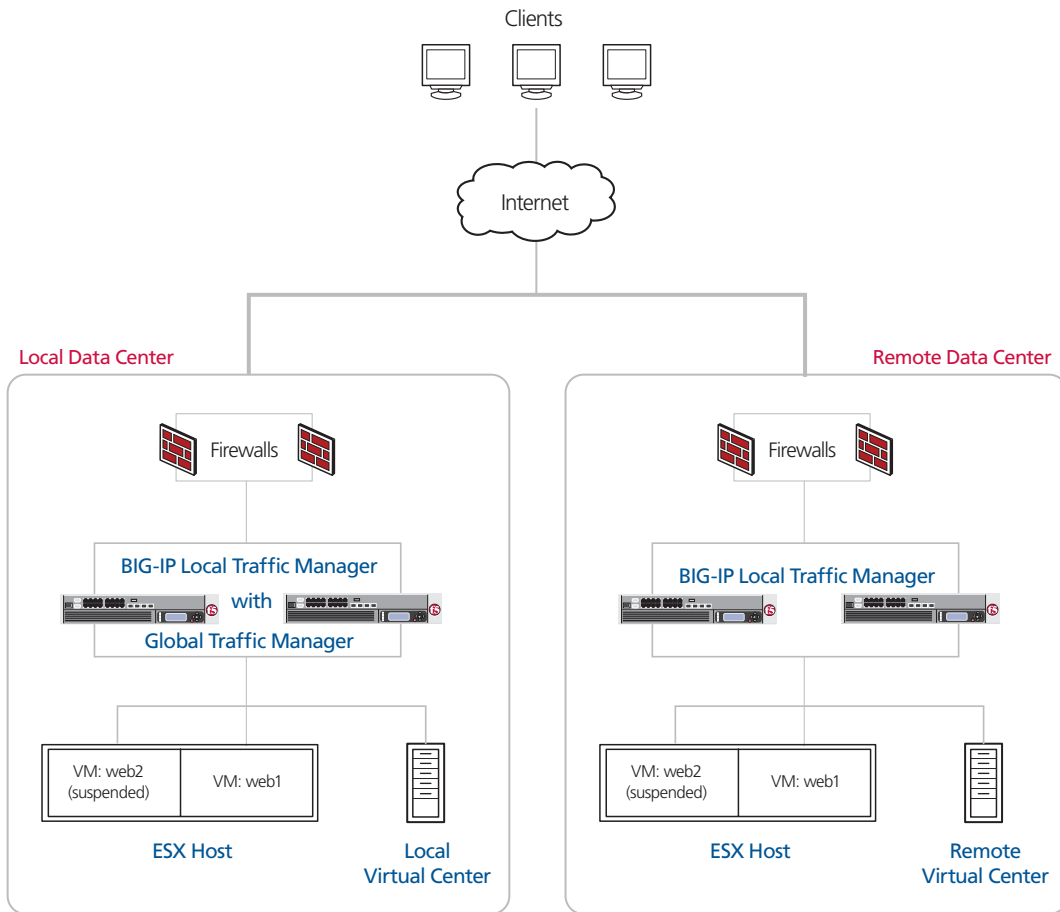 Clients
Internet
Local Data Center
Firewalls
BIG-IP Local Traffic Manager
with
Global Traffic Manager
VM: web2
(suspended)
VM: web1
ESX Host
Local
Virtual Center
Remote Data Center
Firewalls
BIG-IP Local Traffic Manager
VM: web2
(suspended)
VM: web1
ESX Host
Remote
Virtual Center